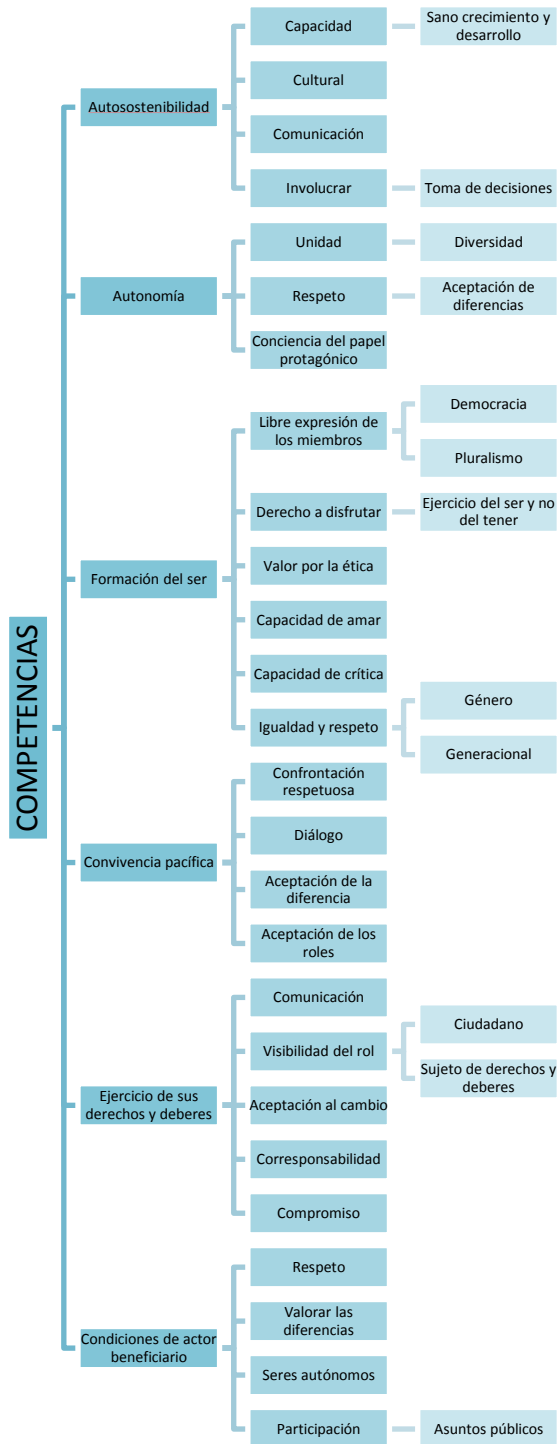 COMPETENCIAS
Autosostenibilidad
Capacidad
Sano crecimiento y
desarrollo
Cultural
Comunicación
Involucrar
Toma de decisiones
Autonomía
Unidad
Diversidad
Respeto
Aceptación de
diferencias
Conciencia del papel
protagónico
Formación del ser
Libre expresión de
los miembros
Democracia
Pluralismo
Derecho a disfrutar
Ejercicio del ser y no
del tener
Valor por la ética
Capacidad de amar
Capacidad de crítica
Igualdad y respeto
Género
Generacional
Convivencia pacífica
Confrontación
respetuosa
Diálogo
Aceptación de la
diferencia
Aceptación de los
roles
Ejercicio de sus
derechos y deberes
Comunicación
Visibilidad del rol
Ciudadano
Sujeto de derechos y
deberes
Aceptación al cambio
Corresponsabilidad
Compromiso
Condiciones de actor
beneficiario
Respeto
Valorar las
diferencias
Seres autónomos
Participación
Asuntos públicos